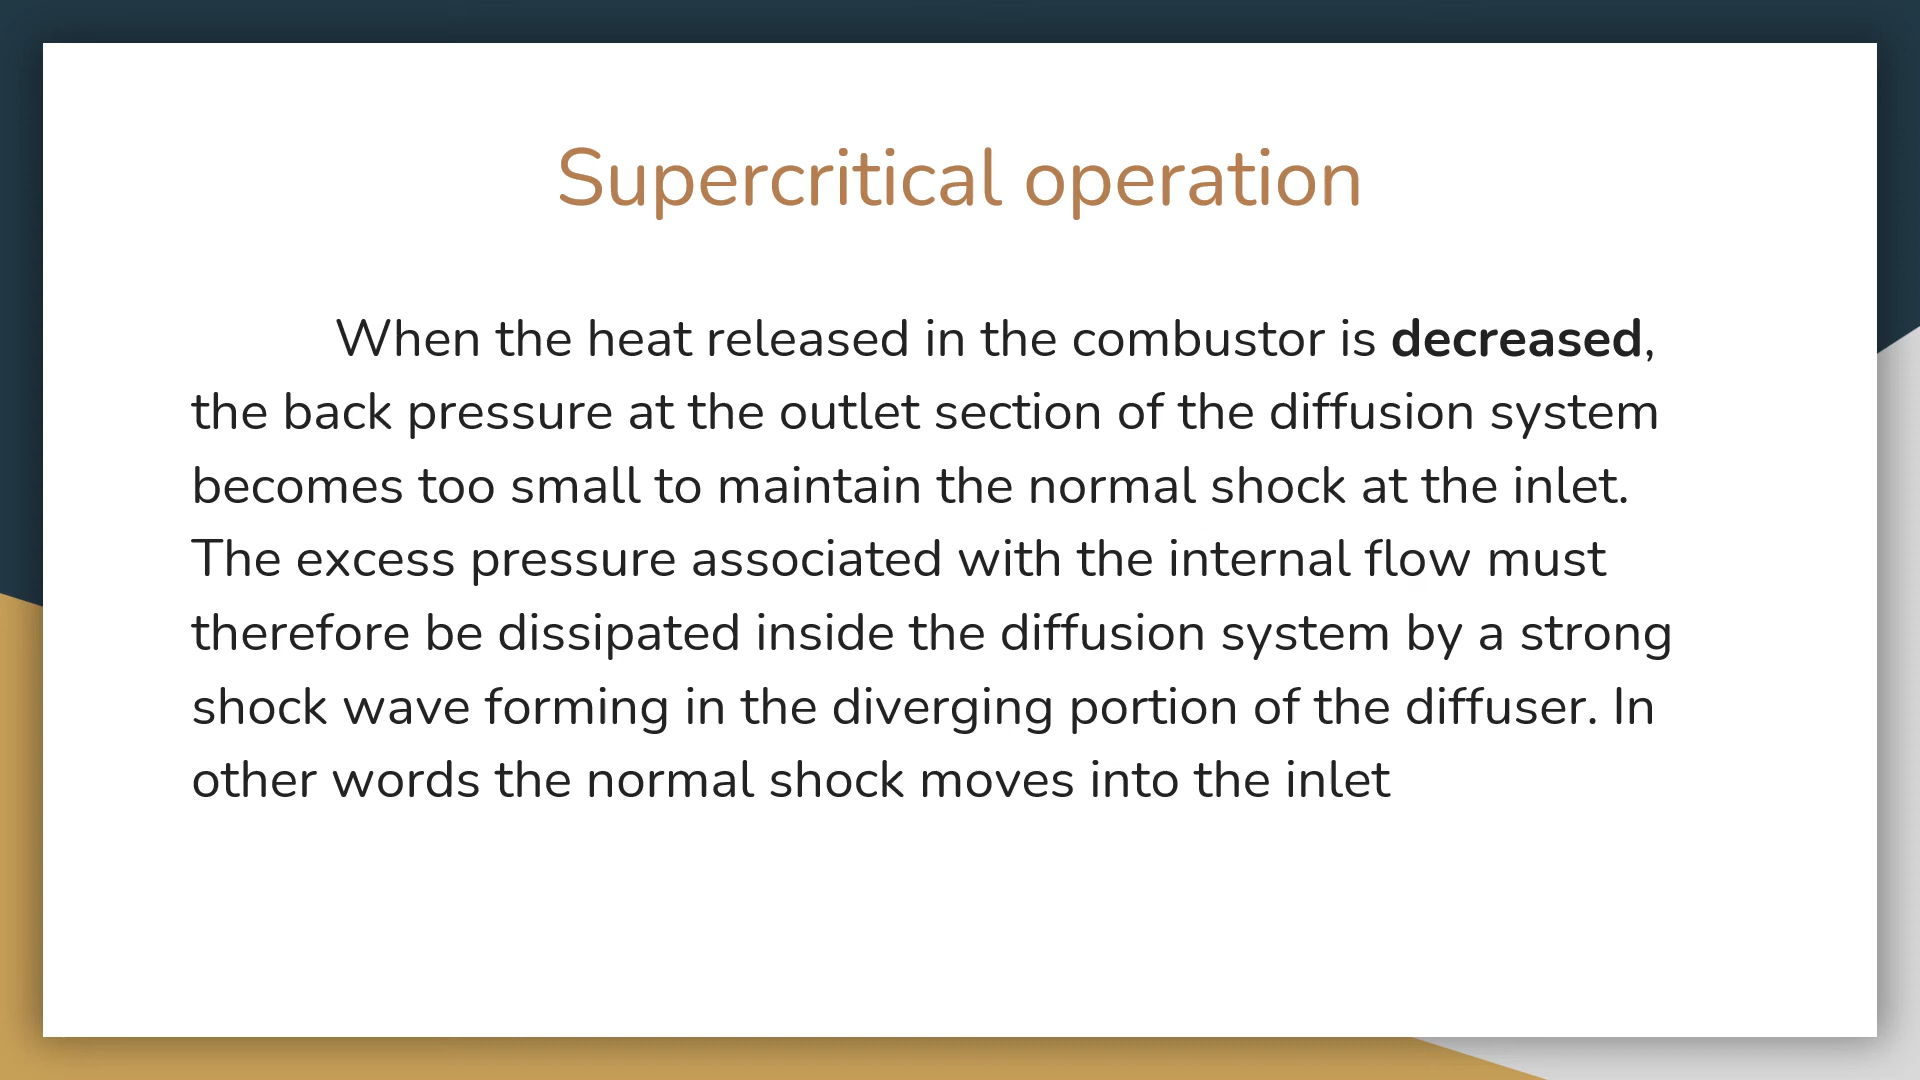 Supercritical operation
When the heat released in the combustor is decreased,
the back pressure at the outlet section of the diffusion system
becomes too small to maintain the normal shock at the inlet.
The excess pressure associated with the internal flow must
therefore be dissipated inside the diffusion system by a strong
shock wave forming in the diverging portion of the diffuser. In
other words the normal shock moves into the inlet